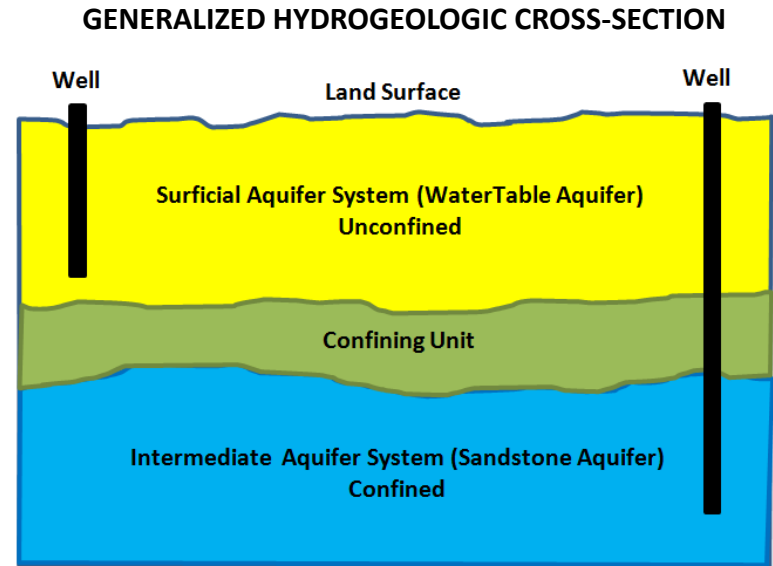 GENERALIZED HYDROGEOLOGIC CROSS-SECTION
Well
Land Surface
Well
Surficial Aquifer System (WaterTable Aquifer)
Unconfined
Confining Unit
Intermediate Aquifer System (Sandstone Aquifer)
Confined